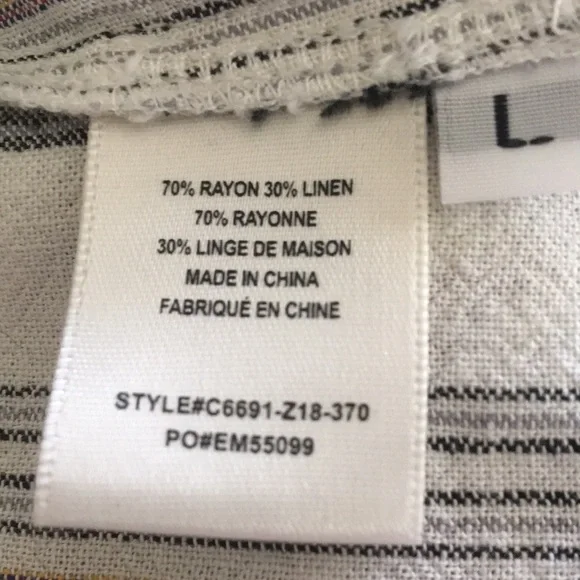 L.
70% RAYON 30% LINEN
70% RAYONNE
30% LINGE DE MAISON
MADE IN CHINA
FABRIQUÉ EN CHINE
STYLE#C6691-Z18-370
PO#EM55099